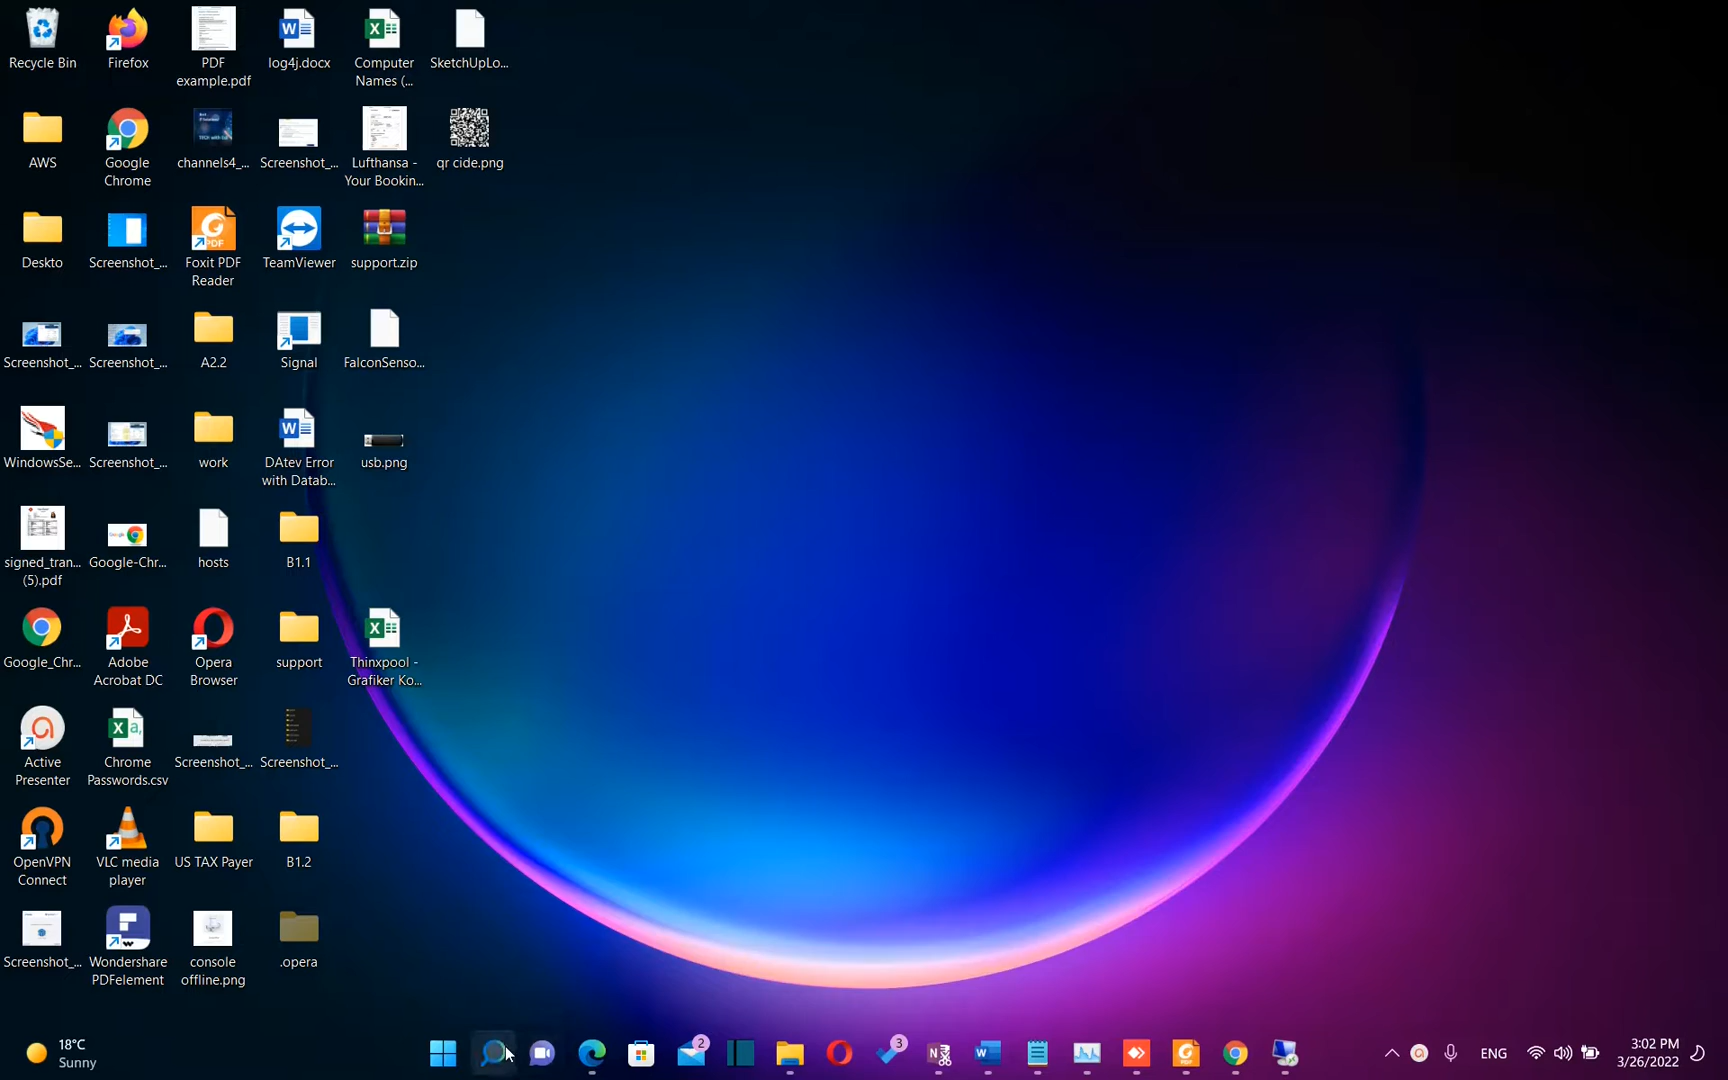 Recycle Bin
Firefox
PDF
example.pdf
log4j.docx
Computer
Names (...
SketchUpLo...
AWS
Google
Chrome
channels4_...
Screenshot_...
Lufthansa -
Your Bookin...
qr cide.png
Deskto
Screenshot_...
Foxit PDF
Reader
TeamViewer
support.zip
Screenshot_...
Screenshot_...
A2.2
Signal
FalconSenso...
WindowsSe...
Screenshot_...
work
DAtev Error
with Datab...
usb.png
signed_tran...
(5).pdf
Google-Chr...
hosts
B1.1
Google_Chr...
Adobe
Acrobat DC
Opera
Browser
support
Thinxpool -
Grafiker Ko...
Active
Presenter
Chrome
Passwords.csv
Screenshot_...
Screenshot_...
OpenVPN
Connect
VLC media
player
US TAX Payer
B1.2
Screenshot_...
Wondershare
PDFelement
console
offline.png
.opera
18°C
Sunny
2
3
ENG
3:02 PM
3/26/2022